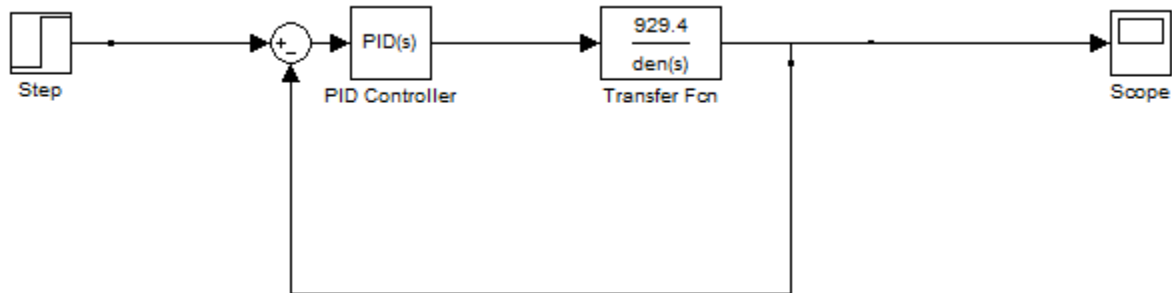 Step
+
-
PID(s)
PID Controller
929.4
den(s)
Transfer Fcn
Scope